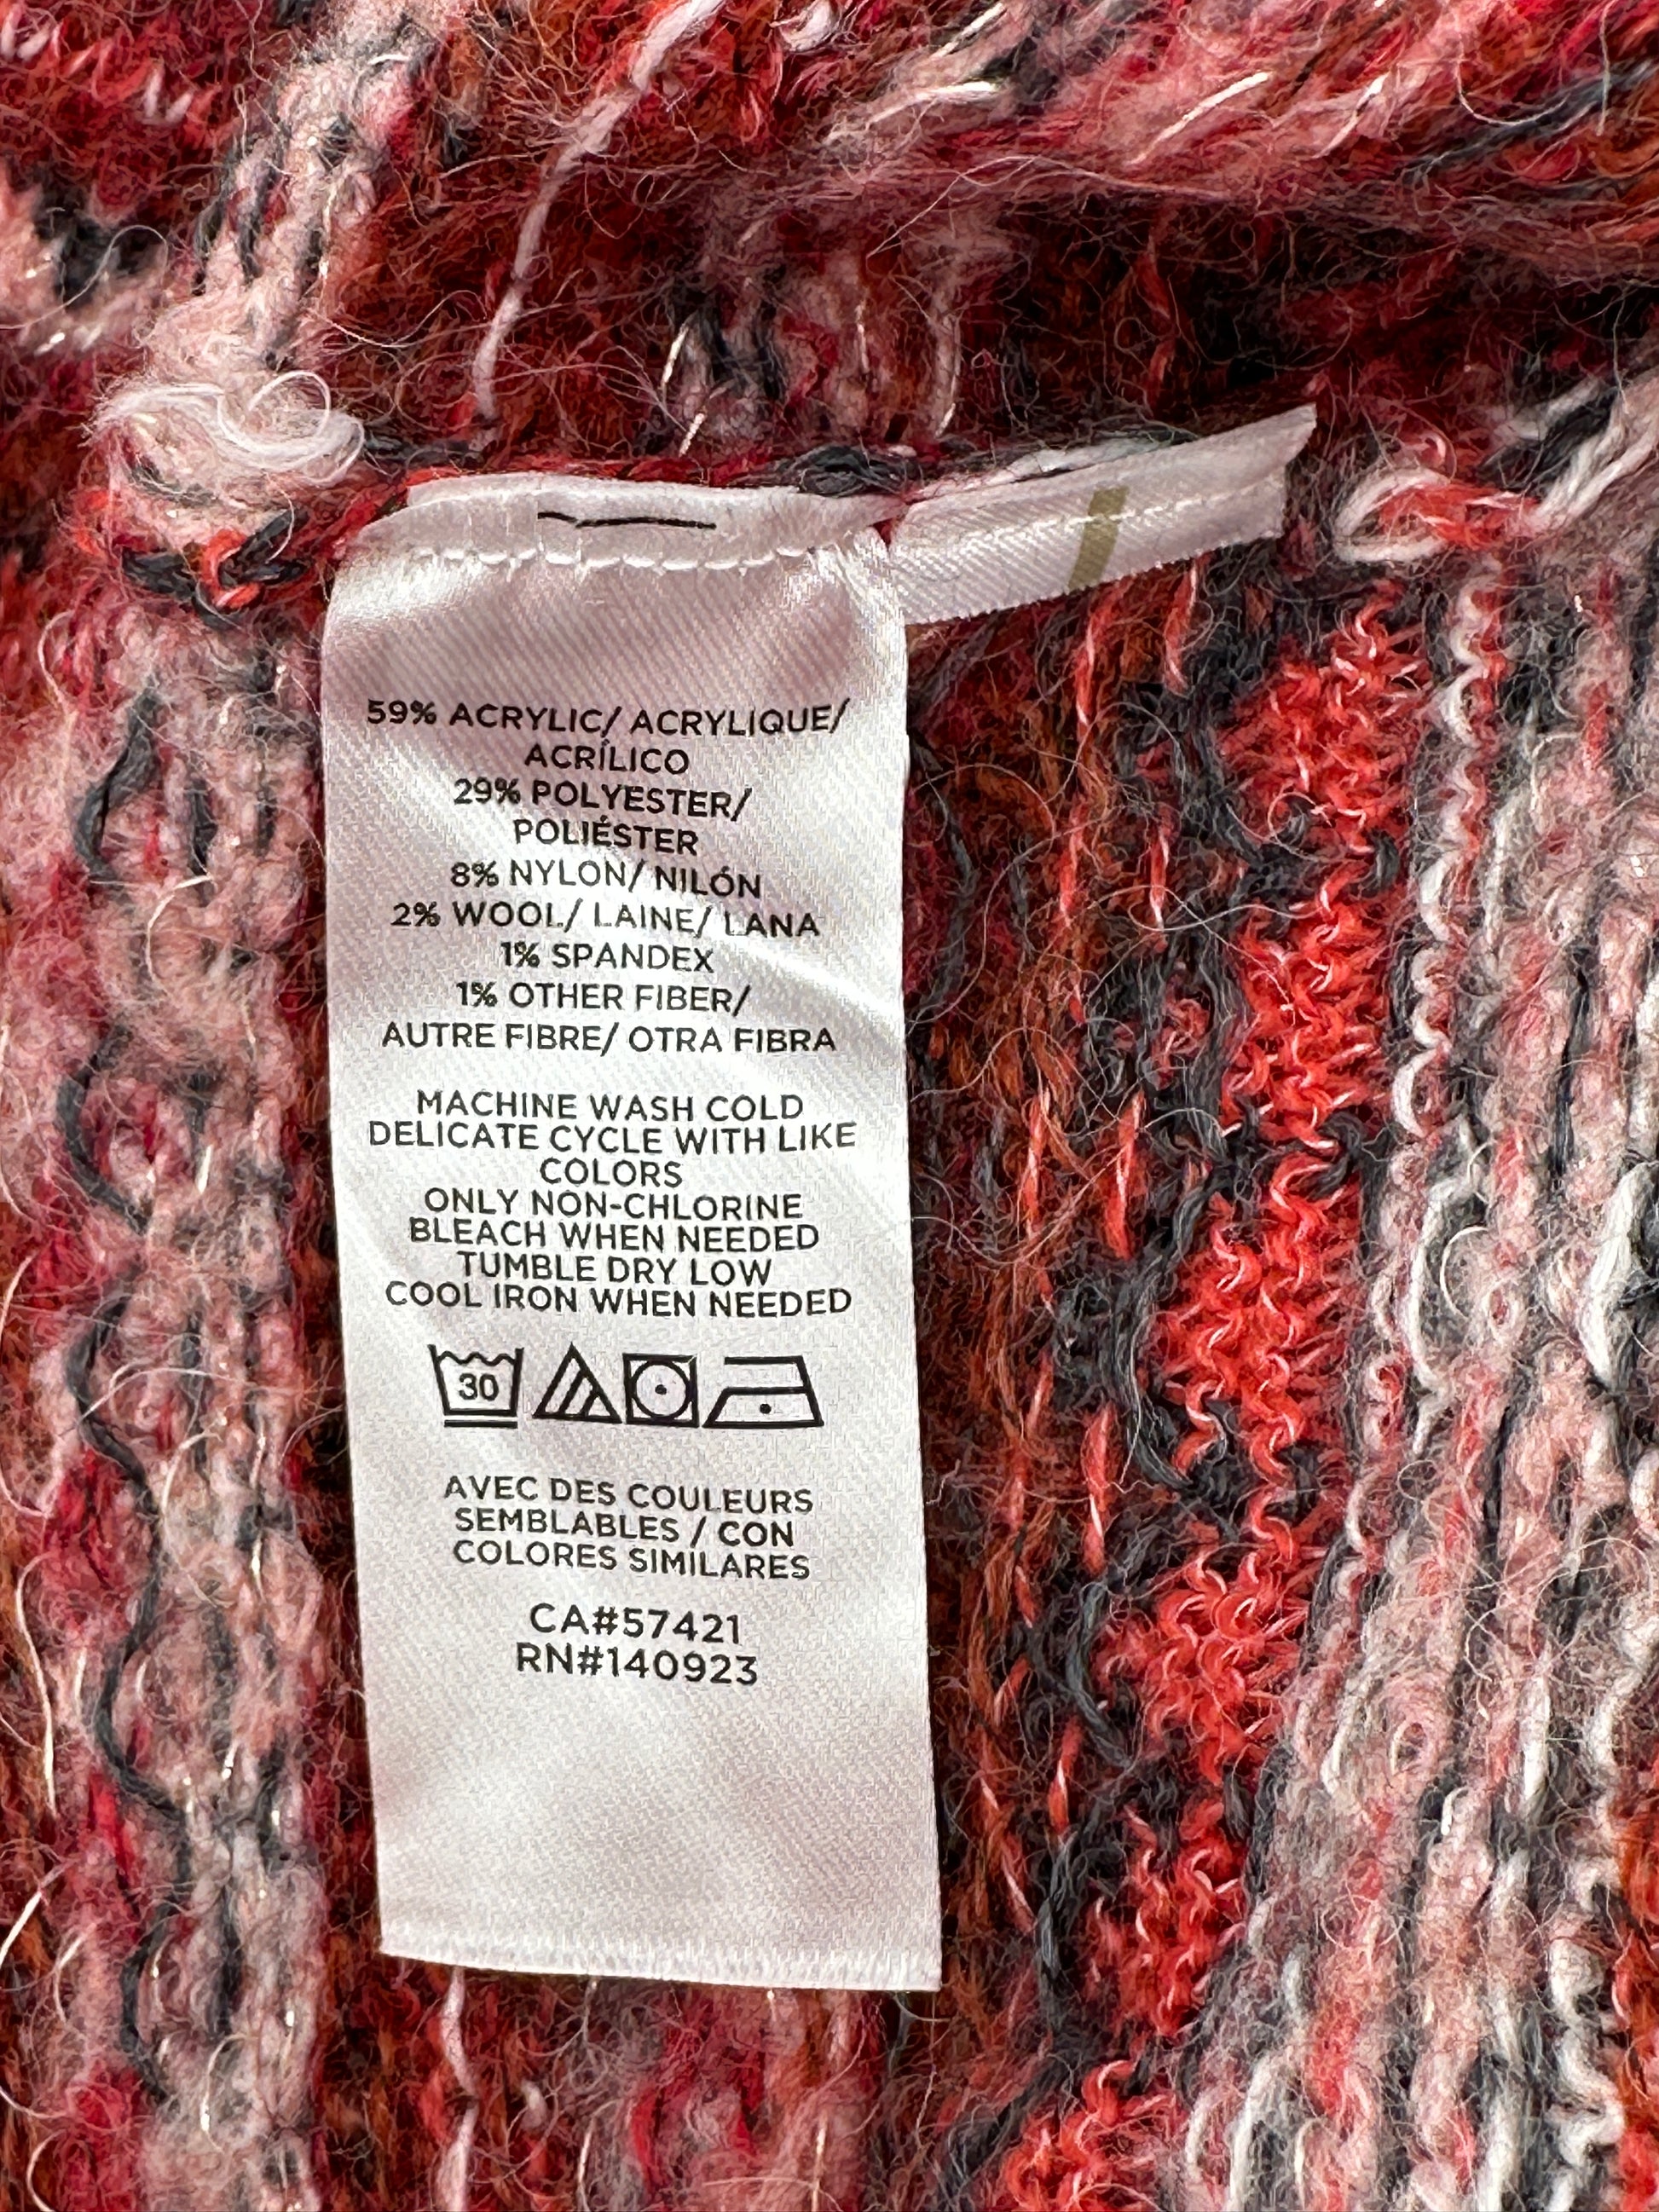 59% ACRYLIC/ ACRYLIQUE/
ACRÍLICO
29% POLYESTER/
POLIÉSTER
8% NYLON/ NILÓN
2% WOOL/ LAINE/ LANA
1% SPANDEX
1% OTHER FIBER/
AUTRE FIBRE/ OTRA FIBRA
MACHINE WASH COLD
DELICATE CYCLE WITH LIKE
COLORS
ONLY NON-CHLORINE
BLEACH WHEN NEEDED
TUMBLE DRY LOW
COOL IRON WHEN NEEDED
30
AVEC DES COULEURS
SEMBLABLES / CON
COLORES SIMILARES
CA#57421
RN#140923